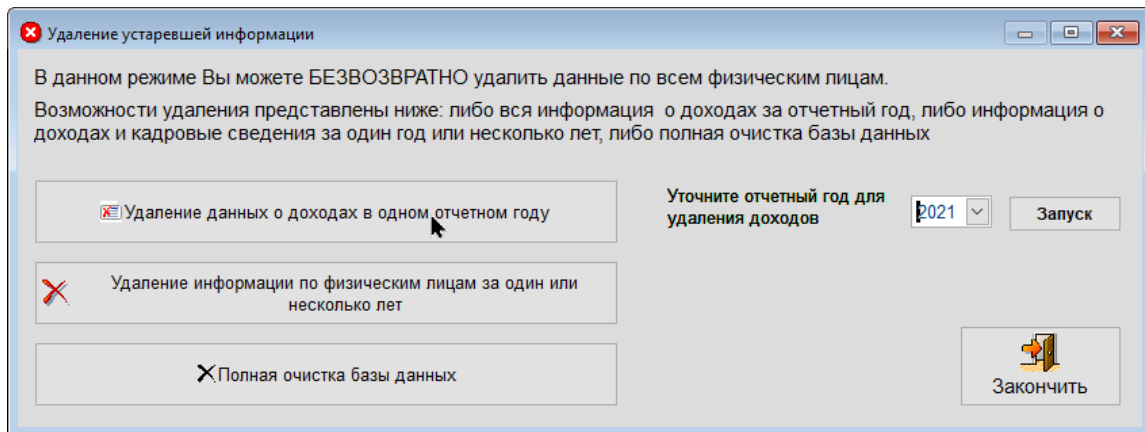 Удаление устаревшей информации
В данном режиме Вы можете БЕЗВОЗВРАТНО удалить данные по всем физическим лицам.
Возможности удаления представлены ниже: либо вся информация о доходах за отчетный год, либо информация о
доходах и кадровые сведения за один год или несколько лет, либо полная очистка базы данных
Удаление данных о доходах в одном отчетном году
Уточните отчетный год для
удаления доходов
2021
Запуск
Удаление информации по физическим лицам за один или
несколько лет
Полная очистка базы данных
Закончить